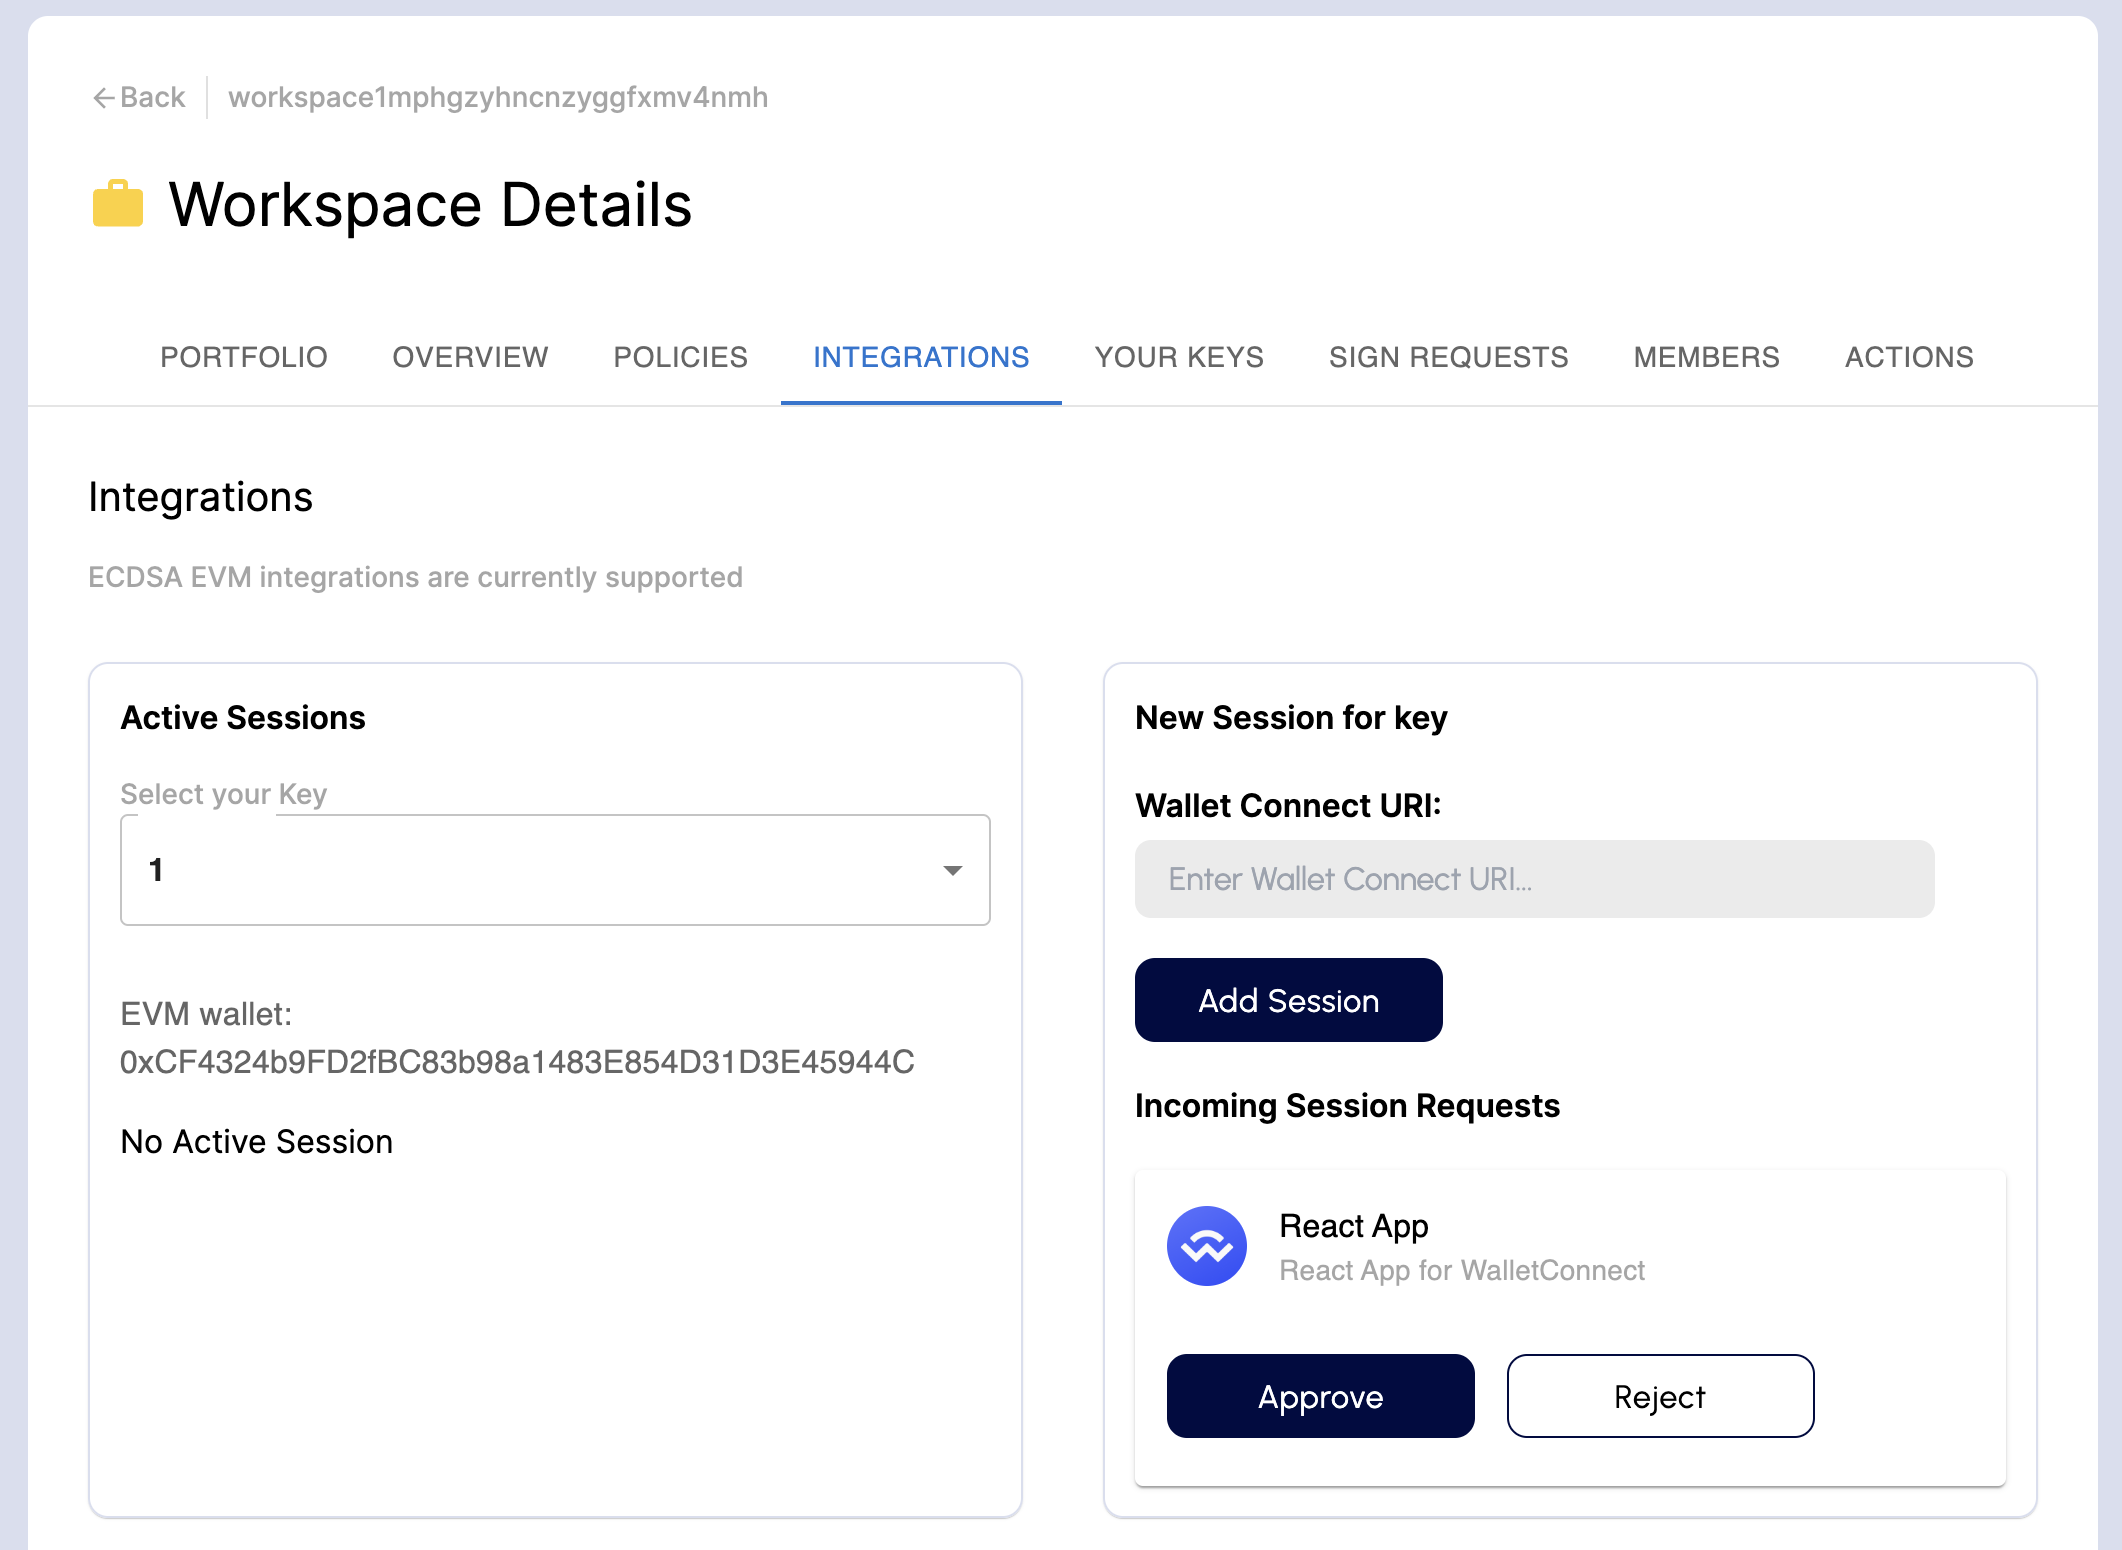 Back
workspace1mphgzyhncnzyggfxmv4nmh
Workspace Details
PORTFOLIO
OVERVIEW
POLICIES
INTEGRATIONS
YOUR KEYS
SIGN REQUESTS
MEMBERS
ACTIONS
Integrations
ECDSA EVM integrations are currently supported
Active Sessions
Select your Key
1
EVM wallet:
0xCF4324b9FD2fBC83b98a1483E854D31D3E45944C
No Active Session
New Session for key
Wallet Connect URI:
Enter Wallet Connect URI...
Add Session
Incoming Session Requests
React App
React App for WalletConnect
Approve
Reject